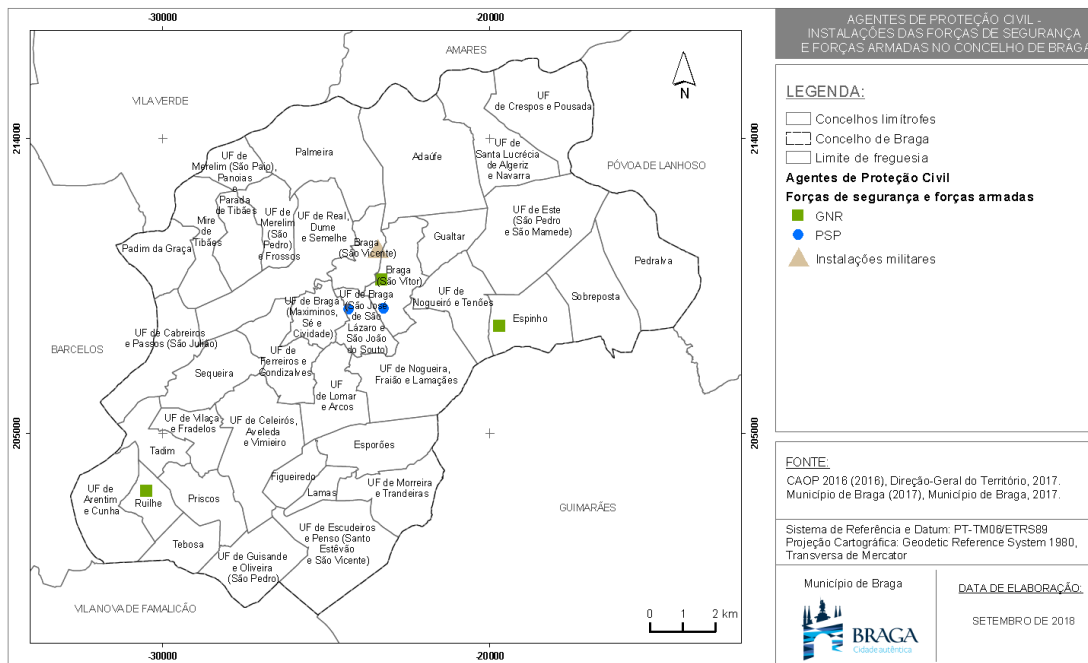 -30000
-20000
AMARES
VILA VERDE
N
UF
de Crespos e Pousada
214000
214000
Palmeira
Adaúfe
UF de
Santa Lucrécia
de Algeriz
e Navarra
PÓVOA DE LANHOSO
UF de
Merelim (São Paio),
Panoias
e
Parada
de Tibães
Mire
de
Tibães
UF de
Merelim
(São
Pedro)
e Frossos
UF de Real,
Dume
e Semelhe
UF de Este
(São Pedro
e São Mamede)
Padim da Graça
Braga
(São Vicente)
Gualtar
Pedralva
Braga
(São Vítor)
UF de
Nogueiró e Tenões
Sobreposta
UF de Braga
(Maximinos,
Sé e
Cividade)
UF de Braga
(São José
de São
Lázaro e
São João
do Souto)
Espinho
UF de Cabreiros
e Passos (São Julião)
BARCELOS
UF de
Ferreiros e
Gondizalves
Sequeira
UF
de Lomar
e Arcos
UF de Nogueira,
Fraião e Lamaçães
UF de Vilaça
e Fradelos
UF de Celeirós,
Aveleda
e Vimieiro
205000
205000
Tadim
Esporões
Figueiredo
UF de
Arentim
e Cunha
Ruilhe
Priscos
Lamas
UF de Morreira
e Trandeiras
GUIMARÃES
Tebosa
UF de Escudeiros
e Penso (Santo
Estêvão
e São Vicente)
UF de Guisande
e Oliveira
(São Pedro)
VILA NOVA DE FAMALICÃO
0 1 2 km
-30000
-20000
AGENTES DE PROTEÇÃO CIVIL -
INSTALAÇÕES DAS FORÇAS DE SEGURANÇA
E FORÇAS ARMADAS NO CONCELHO DE BRAGA
LEGENDA:
Concelhos limítrofes
Concelho de Braga
Limite de freguesia
Agentes de Proteção Civil
Forças de segurança e forças armadas
GNR
PSP
Instalações militares
FONTE:
CAOP 2016 (2016), Direção-Geral do Território, 2017.
Município de Braga (2017), Município de Braga, 2017.
Sistema de Referência e Datum: PT-TM06/ETRS89
Projeção Cartográfica: Geodetic Reference System 1980,
Transversa de Mercator
Município de Braga
BRAGA
Cidade autêntica
DATA DE ELABORAÇÃO:
SETEMBRO DE 2018